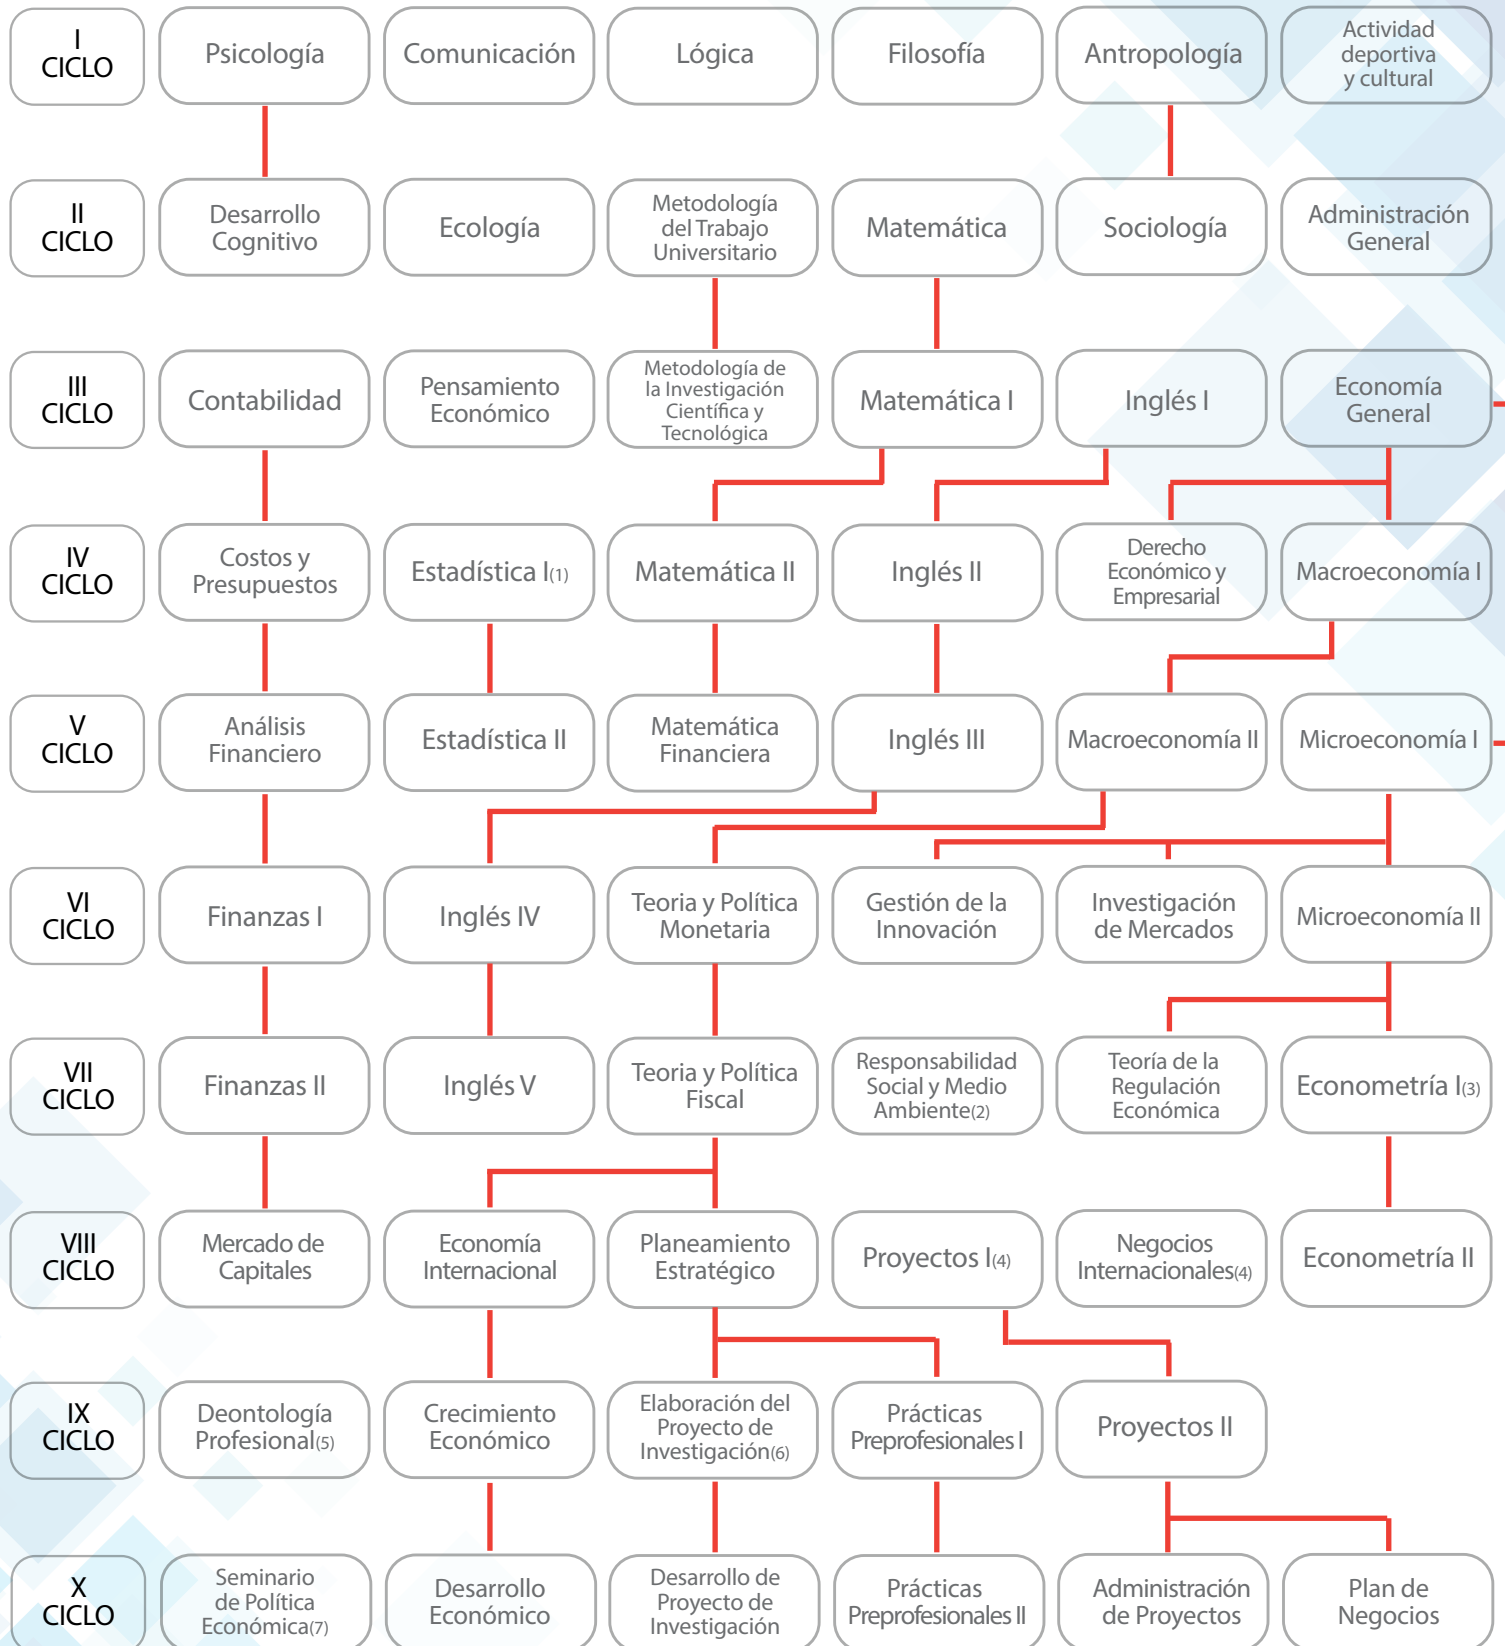 I
CICLO
Psicología
Comunicación
Lógica
Filosofía
Antropología
Actividad
deportiva
y cultural
II
CICLO
Desarrollo
Cognitivo
Ecología
Metodología
del Trabajo
Universitario
Matemática
Sociología
Administración
General
III
CICLO
Contabilidad
Pensamiento
Económico
Metodología de
la Investigación
Científica y
Tecnológica
Matemática I
Inglés I
Economía
General
IV
CICLO
Costos y
Presupuestos
Estadística I(1)
Matemática II
Inglés II
Derecho
Económico y
Empresarial
Macroeconomía I
V
CICLO
Análisis
Financiero
Estadística II
Matemática
Financiera
Inglés III
Macroeconomía II
Microeconomía I
VI
CICLO
Finanzas I
Inglés IV
Teoria y Política
Monetaria
Gestión de la
Innovación
Investigación
de Mercados
Microeconomía II
VII
CICLO
Finanzas II
Inglés V
Teoria y Política
Fiscal
Responsabilidad
Social y Medio
Ambiente(2)
Teoría de la
Regulación
Económica
Econometría I(3)
VIII
CICLO
Mercado de
Capitales
Economía
Internacional
Planeamiento
Estratégico
Proyectos I(4)
Negocios
Internacionales(4)
Econometría II
IX
CICLO
Deontología
Profesional(5)
Crecimiento
Económico
Elaboración del
Proyecto de
Investigación(6)
Prácticas
Preprofesionales I
Proyectos II
X
CICLO
Seminario
de Política
Económica(7)
Desarrollo
Económico
Desarrollo de
Proyecto de
Investigación
Prácticas
Preprofesionales II
Administración
de Proyectos
Plan de
Negocios